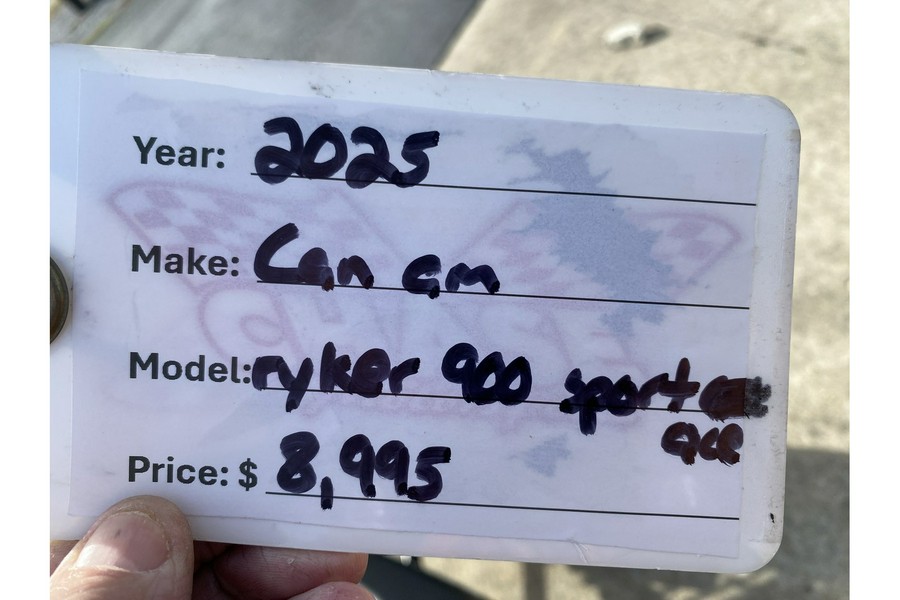 Year: 2025
Make: Can am
Model: ryker 900 sport
ace
Price: $ 8,995